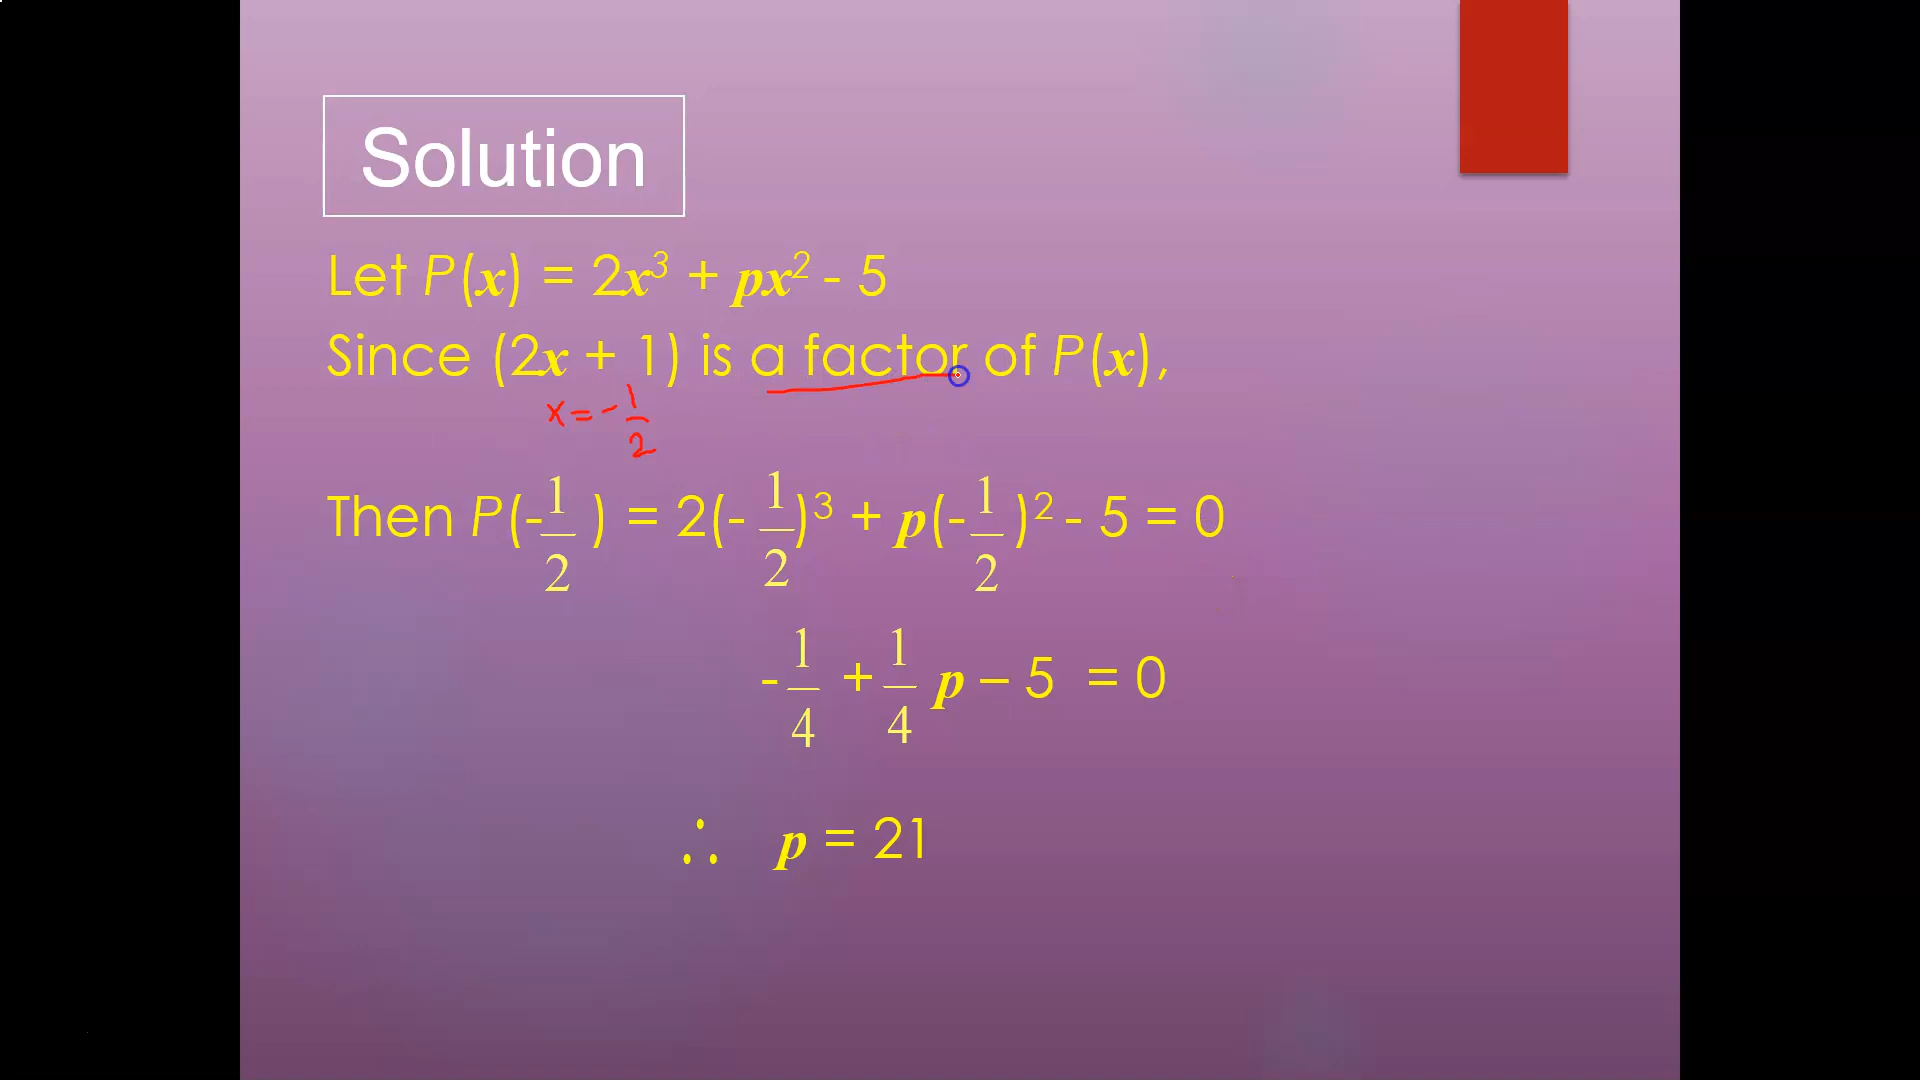 Solution
Let P(x) = 2x³ + px² - 5
Since (2x + 1) is a factor of P(x),
x = -1/2
Then P(-1/2) = 2(-1/2)³ + p(-1/2)² - 5 = 0
-1/4 + 1/4 p – 5 = 0
∴ p = 21